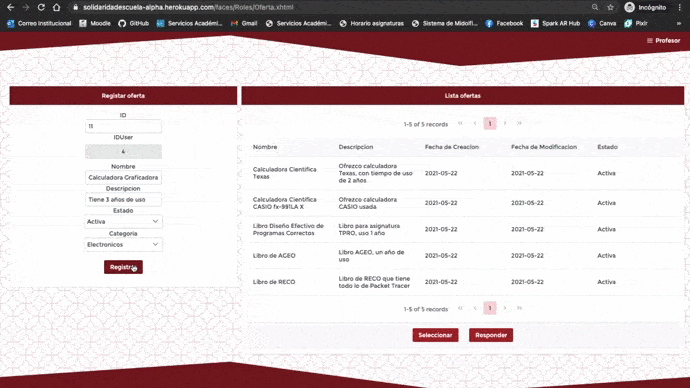 solidaridadescuela-alpha.herokuapp.com/faces/Roles/Oferta.xhtml
Incógnito
Correo Institucional
Moodle
GitHub
Servicios Académi...
Gmail
Servicios Académi...
Horario asignaturas
Sistema de Midolfi...
Facebook
Spark AR Hub
Canva
Pixlr
»
Profesor
Registar oferta
ID
11
IDUser
4
Nombre
Calculadora Graficadora
Descripcion
Tiene 3 años de uso
Estado
Activa
Categoria
Electronicos
Lista ofertas
1-5 of 5 records
1
Nombre Descripcion Fecha de Creacion Fecha de Modificacion Estado
Calculadora Cientifica
Texas
Ofrezco calculadora
Texas, con tiempo de uso
de 2 años
2021-05-22 2021-05-22 Activa
Calculadora Cientifica
CASIO fx-991LA X
Ofrezco calculadora
CASIO usada
2021-05-22 2021-05-22 Activa
Libro Diseño Efectivo de
Programas Correctos
Libro para asignatura
TPRO, uso 1 año
2021-05-22 2021-05-22 Activa
Libro de AGEO
Libro AGEO, un año de
uso
2021-05-22 2021-05-22 Activa
Libro de RECO
Libro de RECO que tiene
todo lo de Packet Tracer
2021-05-22 2021-05-22 Activa
1-5 of 5 records
1
Seleccionar
Responder